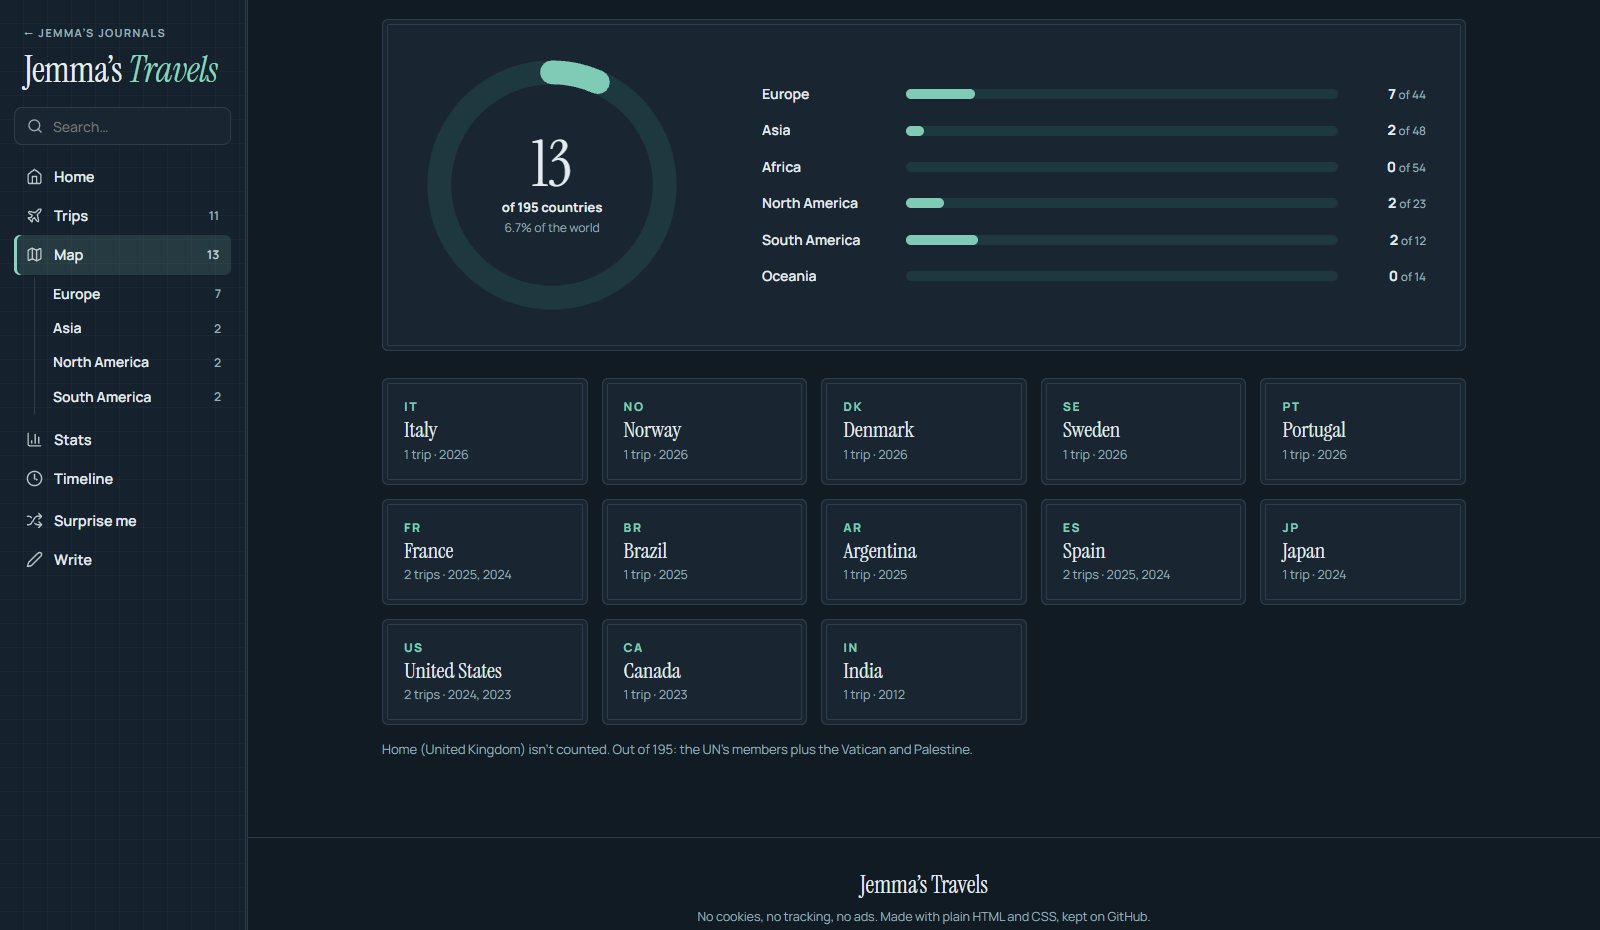 ← JEMMA'S JOURNALS
Jemma's Travels
Search...
Home
Trips 11
Map 13
Europe 7
Asia 2
North America 2
South America 2
Stats
Timeline
Surprise me
Write
13
of 195 countries
6.7% of the world
Europe 7 of 44
Asia 2 of 48
Africa 0 of 54
North America 2 of 23
South America 2 of 12
Oceania 0 of 14
IT
Italy
1 trip · 2026
NO
Norway
1 trip · 2026
DK
Denmark
1 trip · 2026
SE
Sweden
1 trip · 2026
PT
Portugal
1 trip · 2026
FR
France
2 trips · 2025, 2024
BR
Brazil
1 trip · 2025
AR
Argentina
1 trip · 2025
ES
Spain
2 trips · 2025, 2024
JP
Japan
1 trip · 2024
US
United States
2 trips · 2024, 2023
CA
Canada
1 trip · 2023
IN
India
1 trip · 2012
Home (United Kingdom) isn't counted. Out of 195: the UN's members plus the Vatican and Palestine.
Jemma's Travels
No cookies, no tracking, no ads. Made with plain HTML and CSS, kept on GitHub.